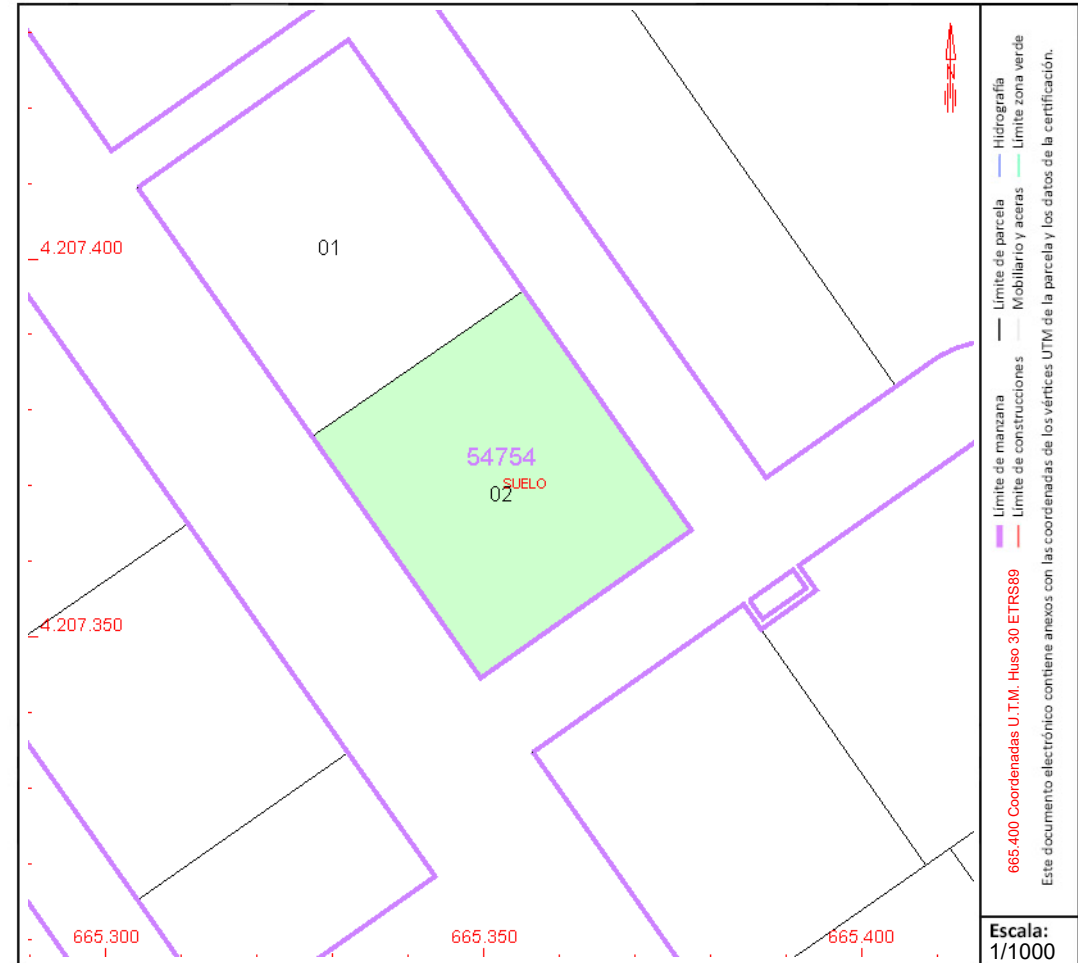 N
01
4.207.400
54754
SUELO
02
4.207.350
665.300
665.350
665.400
Límite de manzana
Límite de parcela
Hidrografía
Límite de construcciones
Mobiliario y aceras
Límite zona verde
665.400 Coordenadas U.T.M. Huso 30 ETRS89
Este documento electrónico contiene anexos con las coordenadas de los vértices UTM de la parcela y los datos de la certificación.
Escala:
1/1000